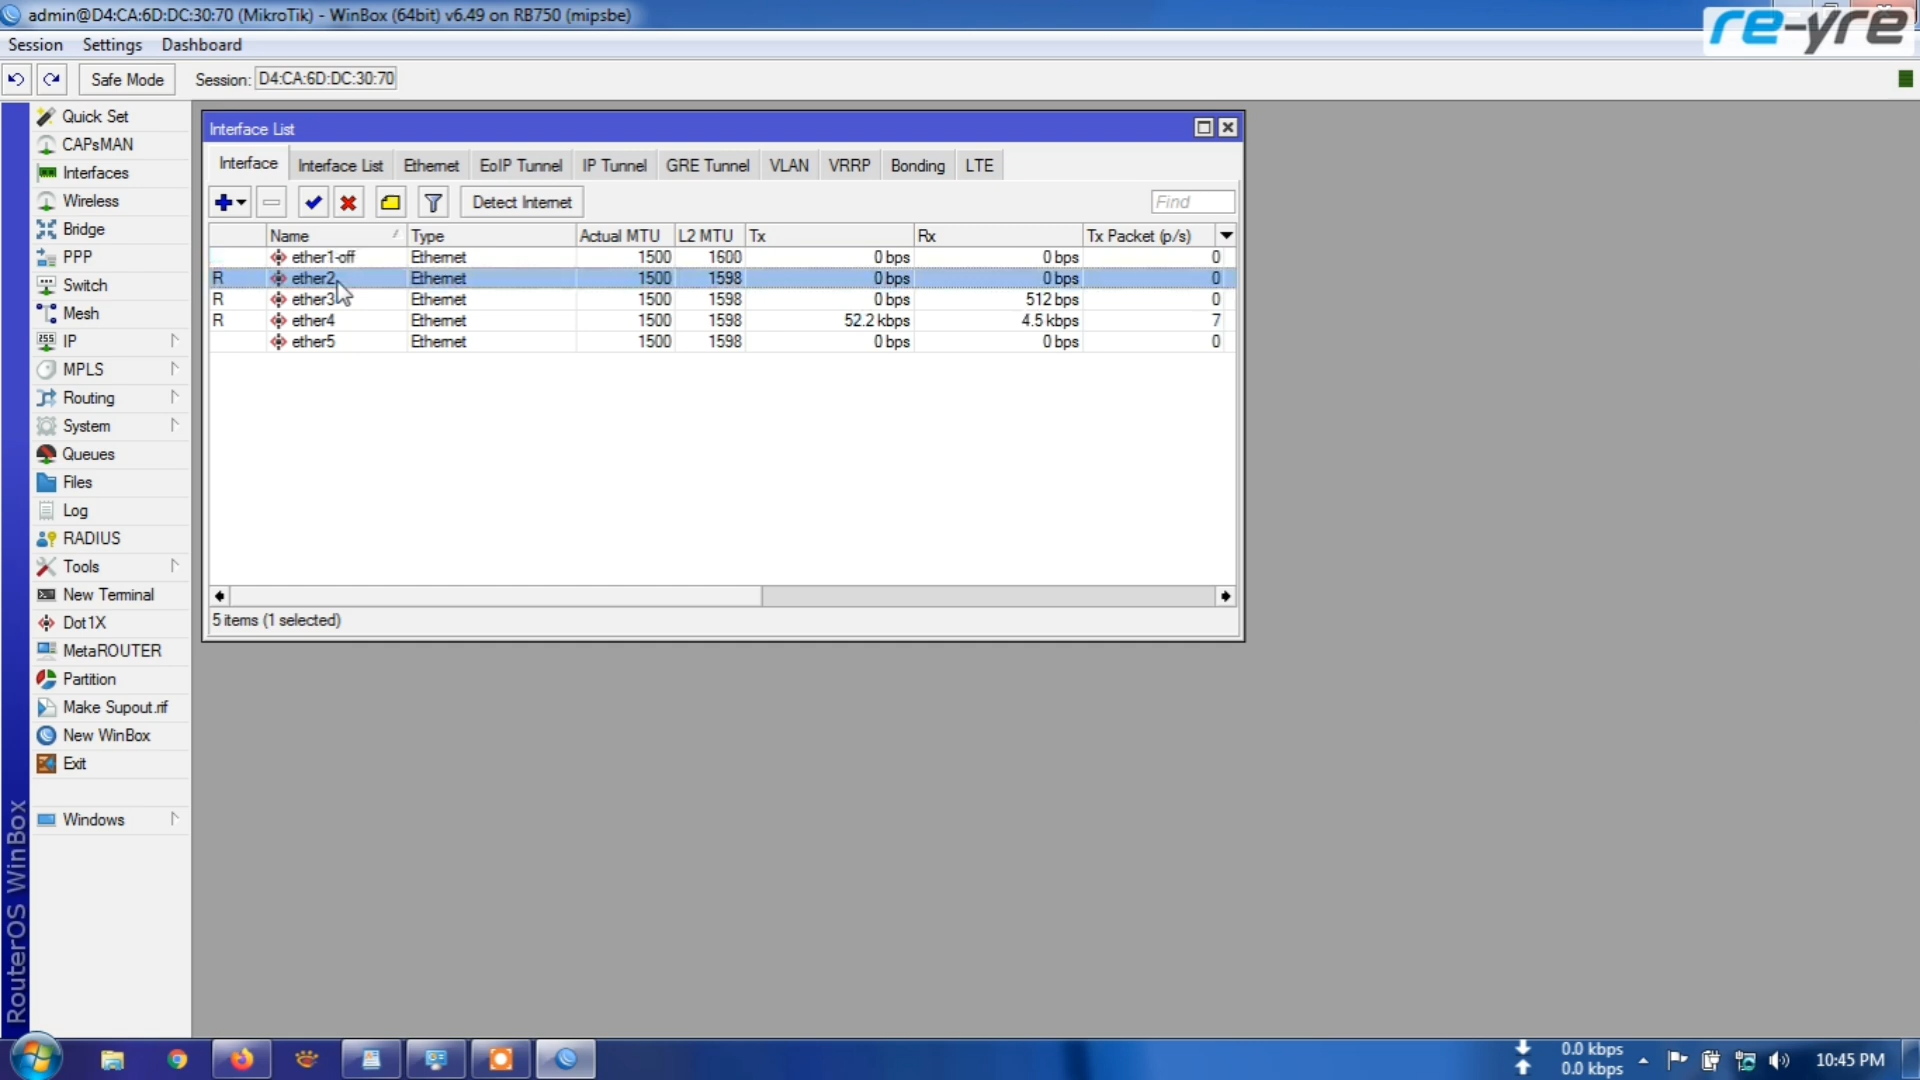 admin@D4:CA:6D:DC:30:70 (MikroTik) - WinBox (64bit) v6.49 on RB750 (mipsbe)
re-yre
Session Settings Dashboard
Safe Mode Session: D4:CA:6D:DC:30:70
Quick Set
CAPsMAN
Interfaces
Wireless
Bridge
PPP
Switch
Mesh
IP
MPLS
Routing
System
Queues
Files
Log
RADIUS
Tools
New Terminal
Dot1X
MetaROUTER
Partition
Make Supout.rif
New WinBox
Exit
Windows
RouterOS WinBox
Interface List
Interface Interface List Ethernet EoIP Tunnel IP Tunnel GRE Tunnel VLAN VRRP Bonding LTE
Detect Internet Find
Name Type Actual MTU L2 MTU Tx Rx Tx Packet (p/s)
ether1-off Ethernet 1500 1600 0 bps 0 bps 0
R ether2 Ethernet 1500 1598 0 bps 0 bps 0
R ether3 Ethernet 1500 1598 0 bps 512 bps 0
R ether4 Ethernet 1500 1598 52.2 kbps 4.5 kbps 7
ether5 Ethernet 1500 1598 0 bps 0 bps 0
5 items (1 selected)
0.0 kbps
0.0 kbps
10:45 PM